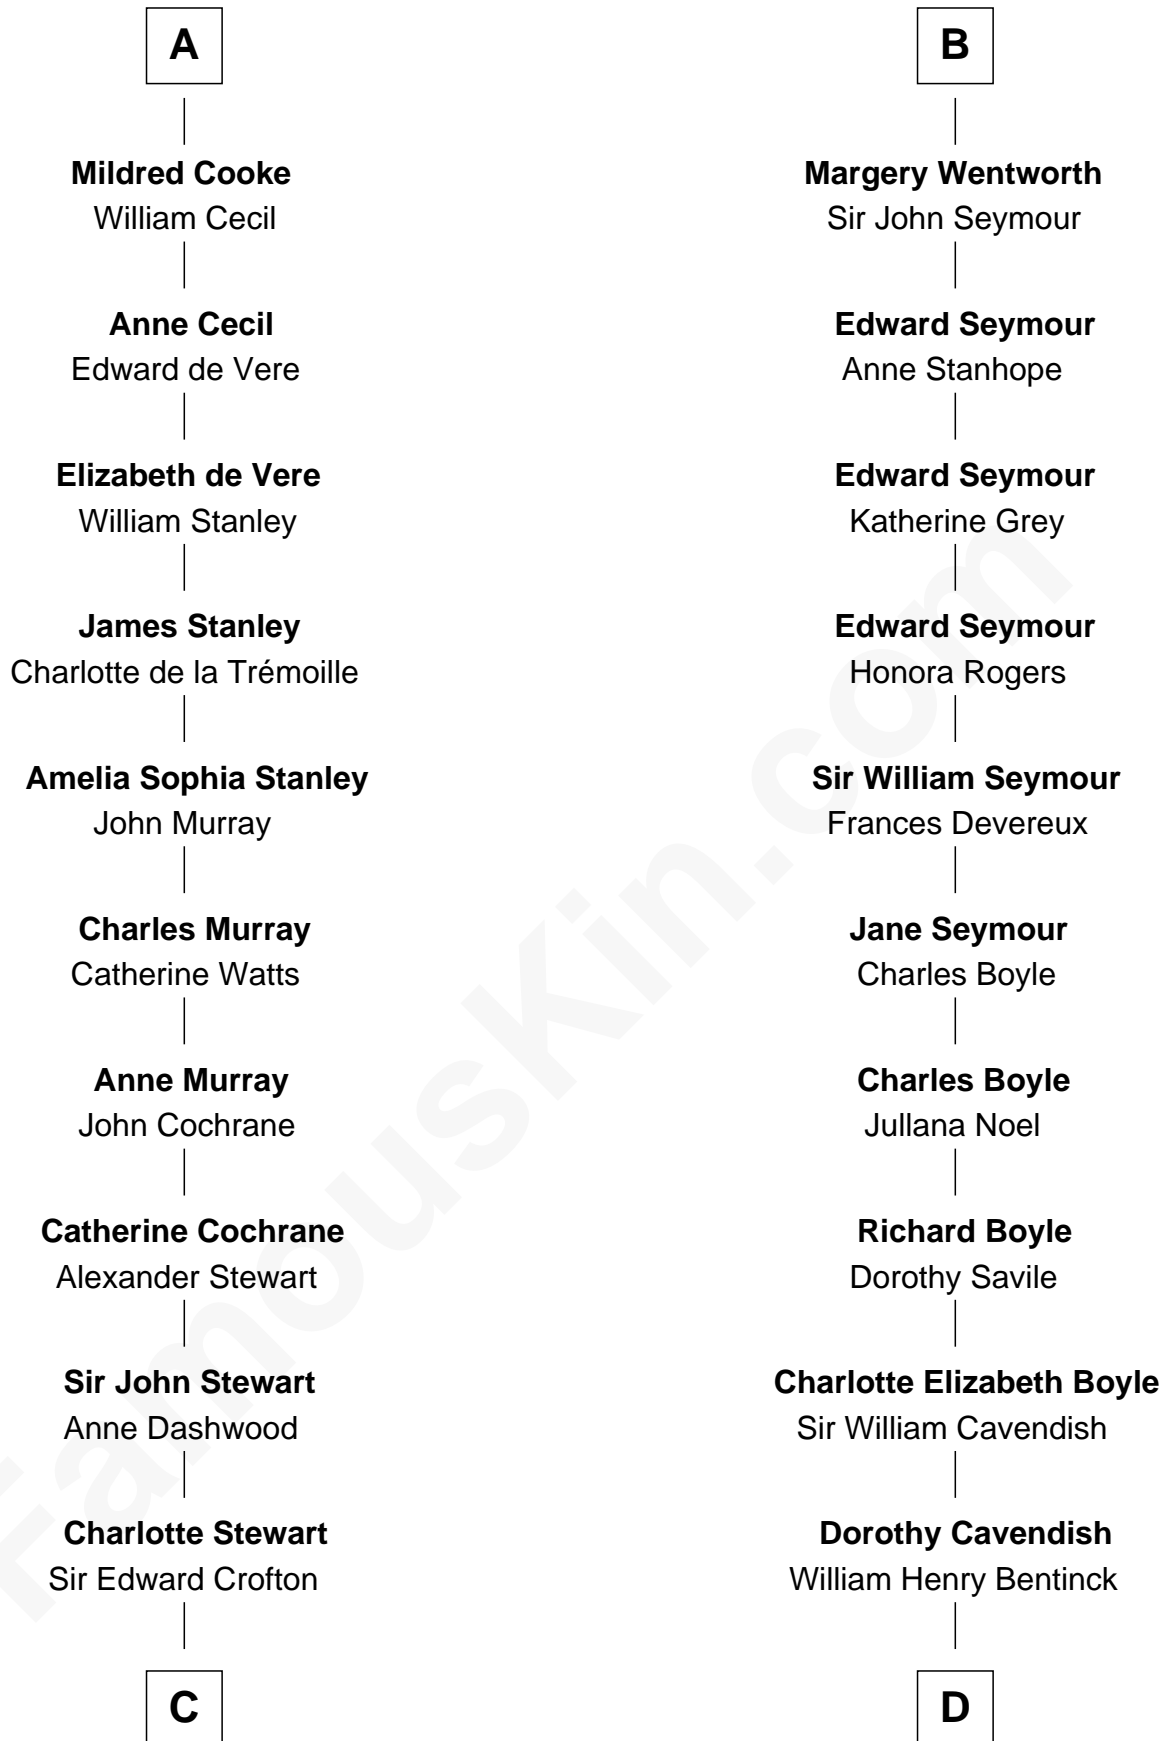 A
Mildred Cooke
William Cecil
Anne Cecil
Edward de Vere
Elizabeth de Vere
William Stanley
James Stanley
Charlotte de la Trémoille
Amelia Sophia Stanley
John Murray
Charles Murray
Catherine Watts
Anne Murray
John Cochrane
Catherine Cochrane
Alexander Stewart
Sir John Stewart
Anne Dashwood
Charlotte Stewart
Sir Edward Crofton
C
B
Margery Wentworth
Sir John Seymour
Edward Seymour
Anne Stanhope
Edward Seymour
Katherine Grey
Edward Seymour
Honora Rogers
Sir William Seymour
Frances Devereux
Jane Seymour
Charles Boyle
Charles Boyle
Jullana Noel
Richard Boyle
Dorothy Savile
Charlotte Elizabeth Boyle
Sir William Cavendish
Dorothy Cavendish
William Henry Bentinck
D
FamousKin.com